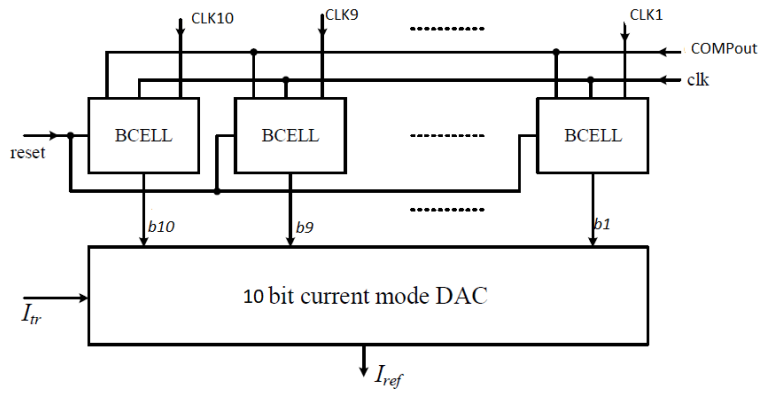 CLK10
CLK9
CLK1
COMPout
clk
BCELL
BCELL
BCELL
reset
b10
b9
b1
10 bit current mode DAC
Itr
Iref